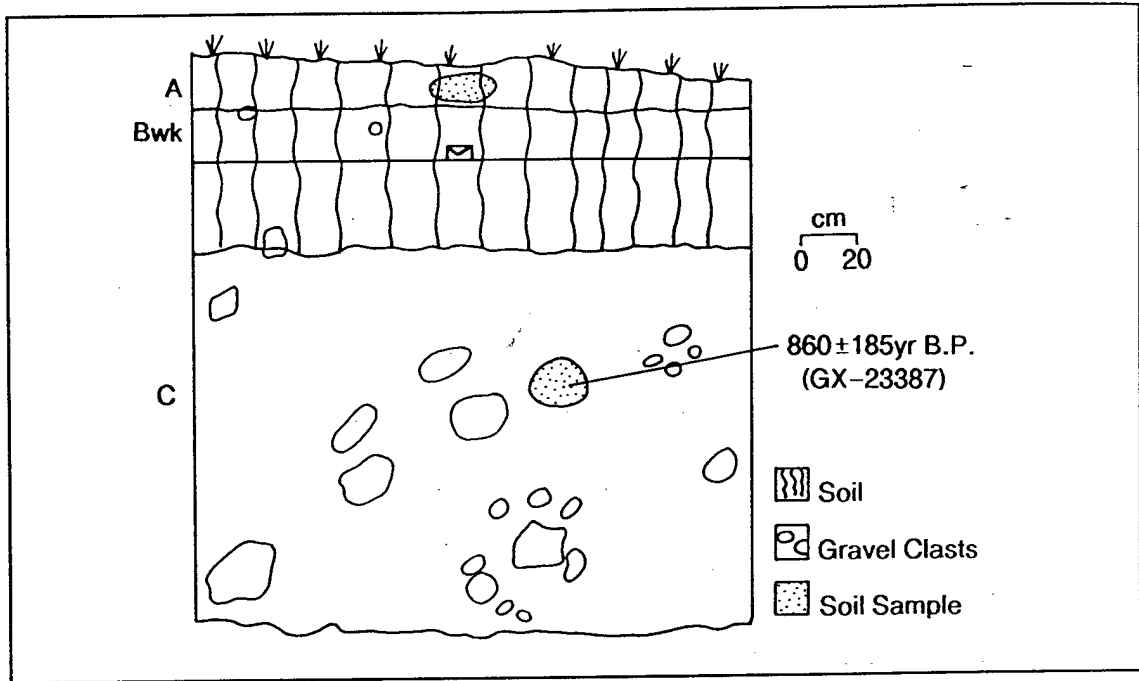 A
Bwk
cm
0 20
860±185yr B.P.
(GX–23387)
C
Soil
Gravel Clasts
Soil Sample